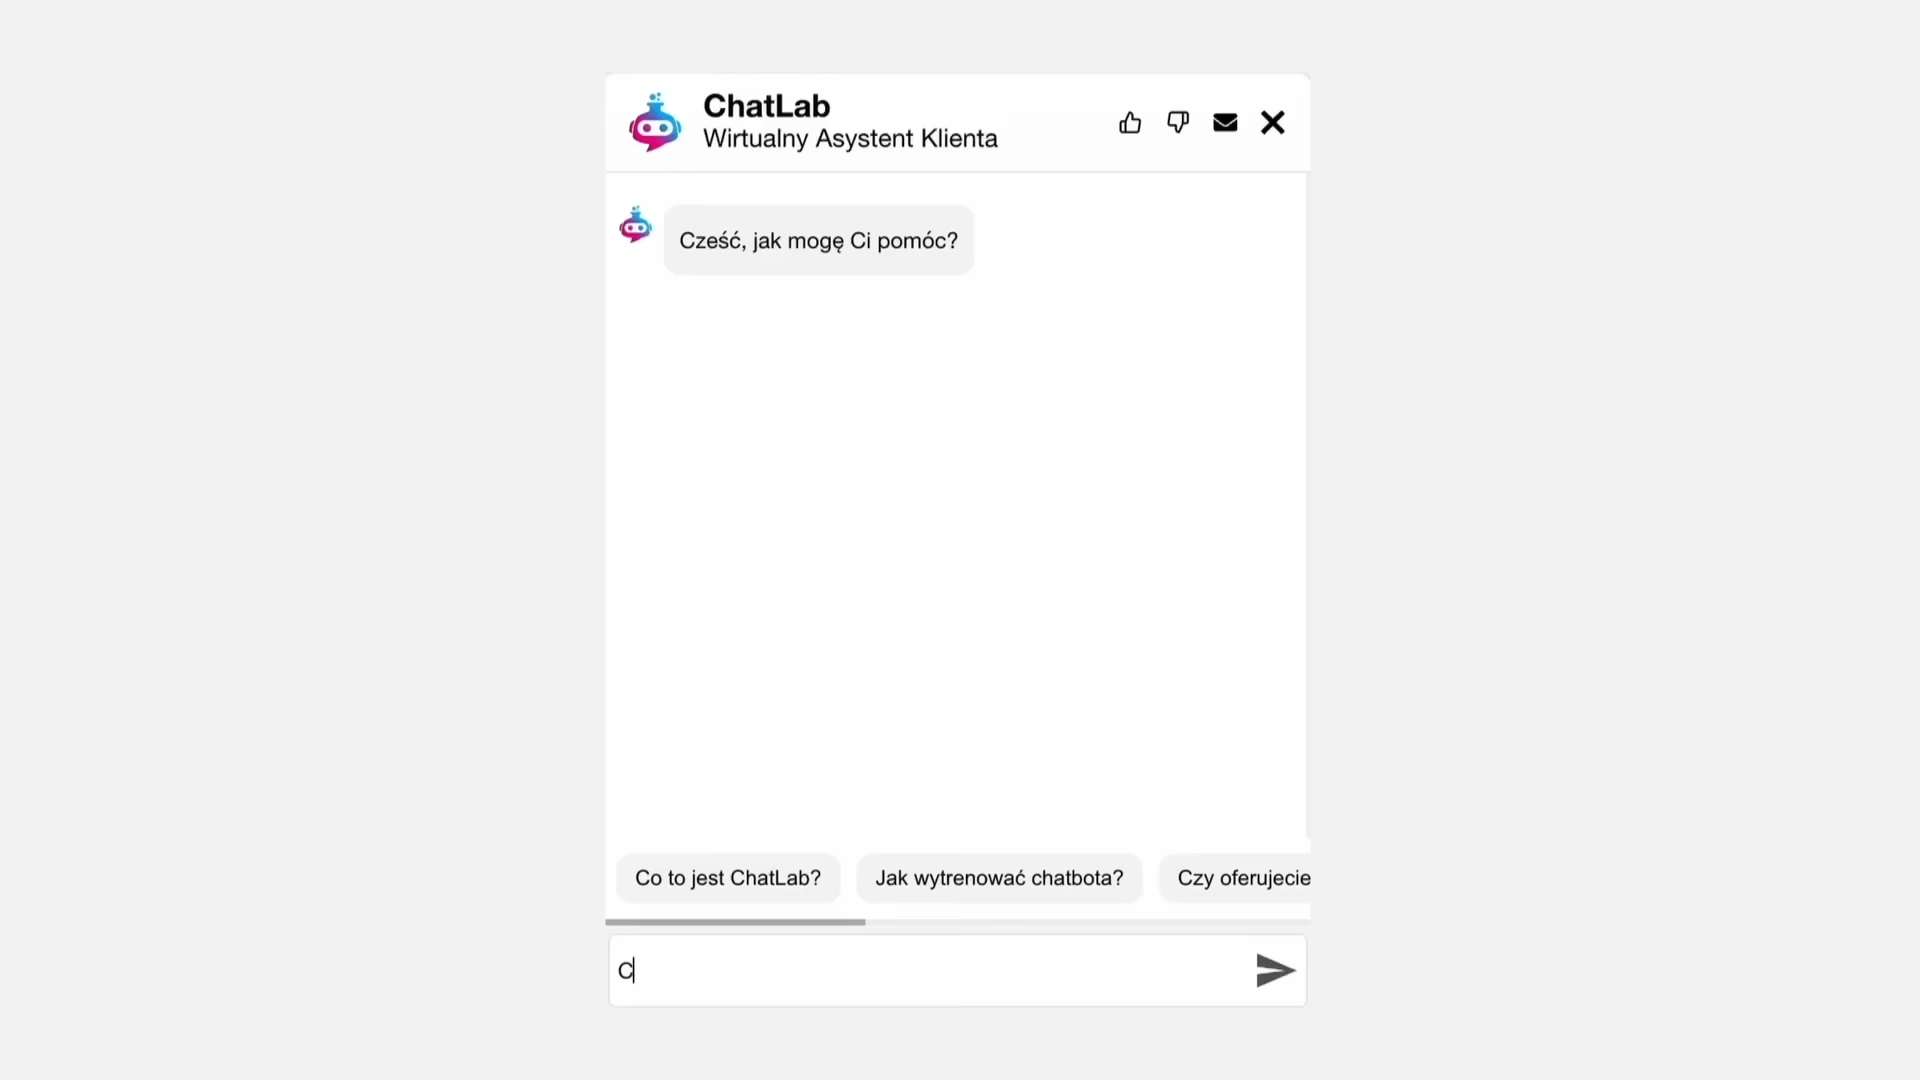 ChatLab
Wirtualny Asystent Klienta
Cześć, jak mogę Ci pomóc?
Co to jest ChatLab?
Jak wytrenować chatbota?
Czy oferujecie
C